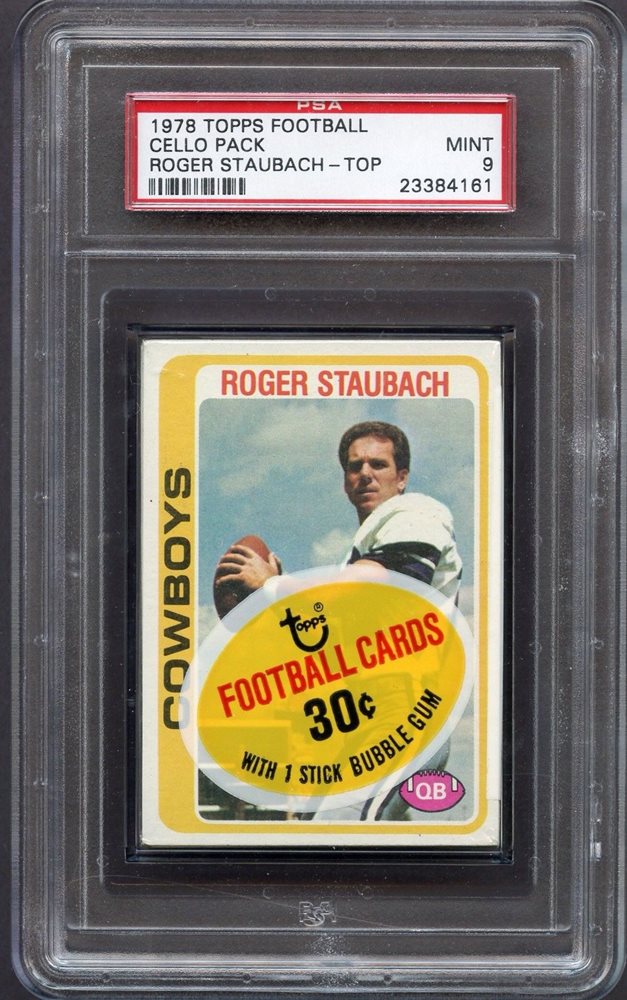 PSA
1978 TOPPS FOOTBALL
CELLO PACK MINT
ROGER STAUBACH - TOP 9
23384161
ROGER STAUBACH
COWBOYS
topps®
FOOTBALL CARDS
30¢
WITH 1 STICK BUBBLE GUM
QB
PSA